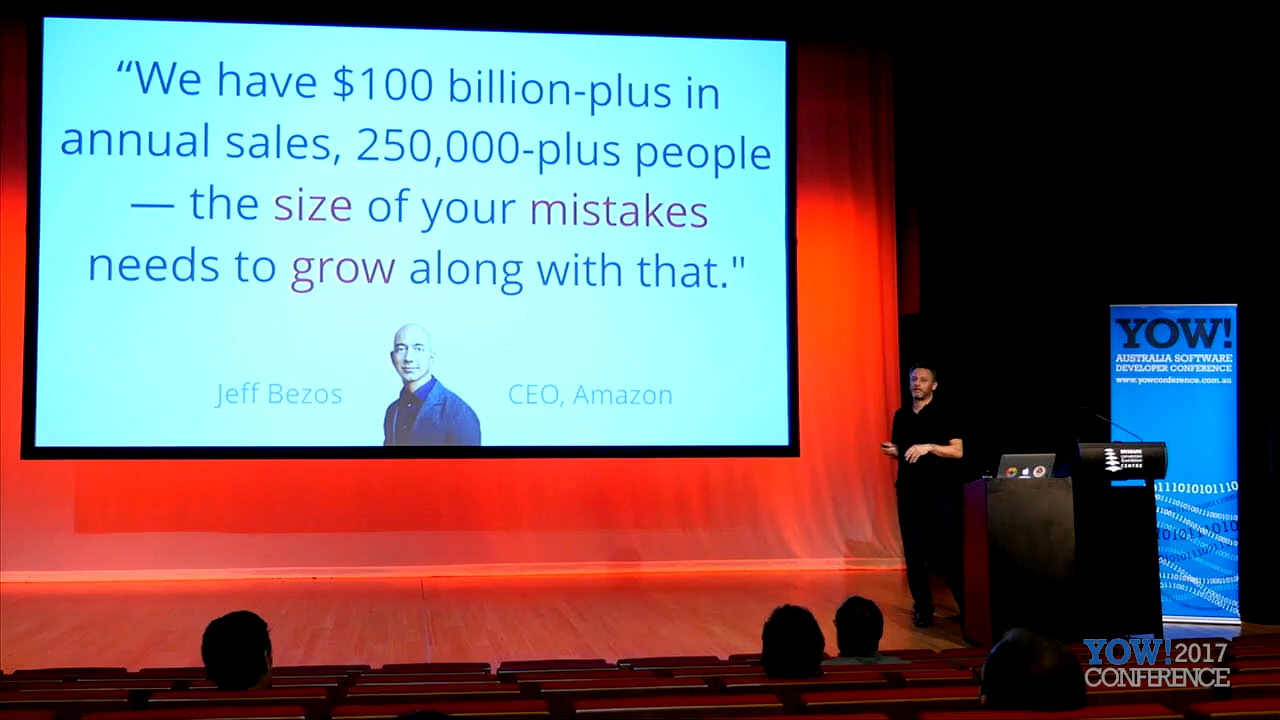 “We have $100 billion-plus in
annual sales, 250,000-plus people
— the size of your mistakes
needs to grow along with that."
Jeff Bezos
CEO, Amazon
YOW!
AUSTRALIA SOFTWARE
DEVELOPER CONFERENCE
www.yowconference.com.au
BRISBANE
CENTRE
YOW! 2017
CONFERENCE